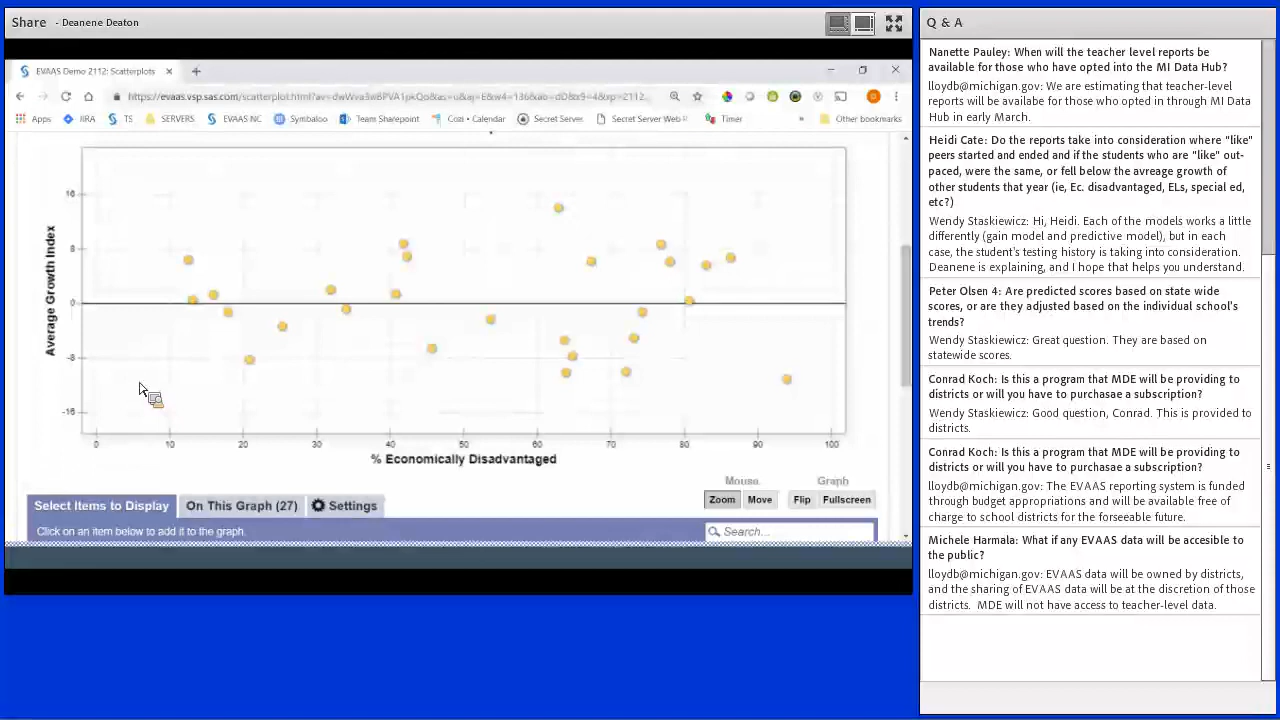 Share - Deanene Deaton
EVAAS Demo 2112: Scatterplots
Apps JIRA TS SERVERS EVAAS NC Symbaloo Team Sharepoint Cozi • Calendar Secret Server Secret Server Web Timer » Other bookmarks
Average Growth Index
16
8
0
-8
-16
0 10 20 30 40 50 60 70 80 90 100
% Economically Disadvantaged
Mouse Graph
Zoom Move Flip Fullscreen
Select Items to Display On This Graph (27) Settings
Click on an item below to add it to the graph. Search...
Q & A
Nanette Pauley: When will the teacher level reports be
available for those who have opted into the MI Data Hub?
lloydb@michigan.gov: We are estimating that teacher-level
reports will be availabe for those who opted in through MI Data
Hub in early March.
Heidi Cate: Do the reports take into consideration where "like"
peers started and ended and if the students who are "like" out-
paced, were the same, or fell below the avreage growth of
other students that year (ie, Ec. disadvantaged, ELs, special ed,
etc?)
Wendy Staskiewicz: Hi, Heidi. Each of the models works a little
differently (gain model and predictive model), but in each
case, the student's testing history is taking into consideration.
Deanene is explaining, and I hope that helps you understand.
Peter Olsen 4: Are predicted scores based on state wide
scores, or are they adjusted based on the individual school's
trends?
Wendy Staskiewicz: Great question. They are based on
statewide scores.
Conrad Koch: Is this a program that MDE will be providing to
districts or will you have to purchasae a subscription?
Wendy Staskiewicz: Good question, Conrad. This is provided to
districts.
Conrad Koch: Is this a program that MDE will be providing to
districts or will you have to purchasae a subscription?
lloydb@michigan.gov: The EVAAS reporting system is funded
through budget appropriations and will be available free of
charge to school districts for the forseeable future.
Michele Harmala: What if any EVAAS data will be accesible to
the public?
lloydb@michigan.gov: EVAAS data will be owned by districts,
and the sharing of EVAAS data will be at the discretion of those
districts. MDE will not have access to teacher-level data.